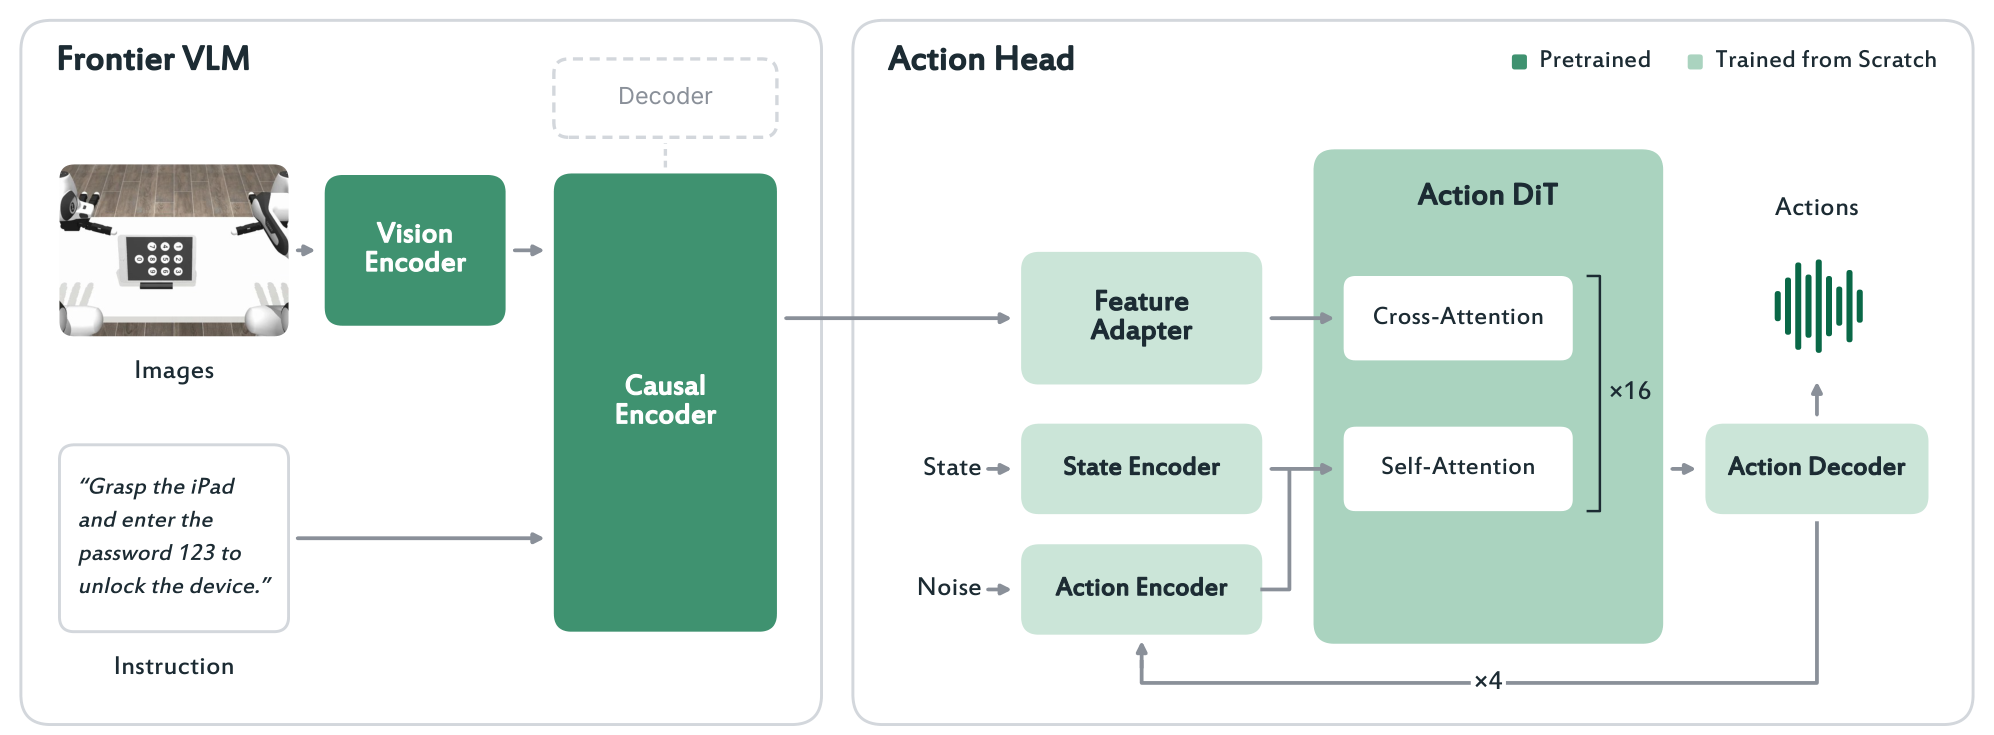 Frontier VLM
Decoder
Vision
Encoder
Images
Causal
Encoder
“Grasp the iPad
and enter the
password 123 to
unlock the device.”
Instruction
Action Head
Pretrained
Trained from Scratch
Action DiT
Feature
Adapter
Cross-Attention
×16
State
State Encoder
Self-Attention
Noise
Action Encoder
Actions
Action Decoder
×4